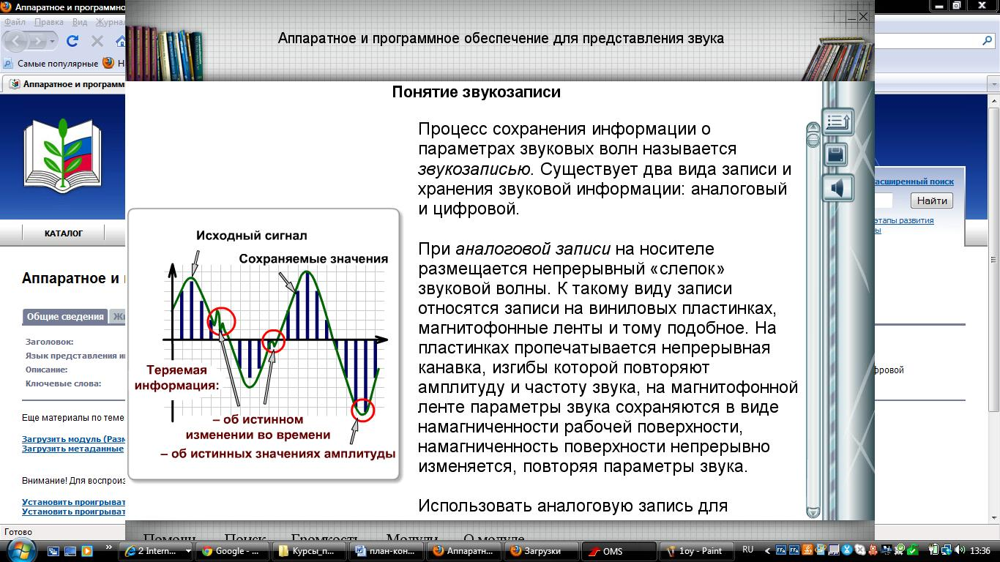 Аппаратное и программно
Файл Правка Вид Журнал
Самые популярные
Аппаратное и программ
КАТАЛОГ
Аппаратное и
Общие сведения
Заголовок:
Язык представления и
Описание:
Ключевые слова:
Еще материалы по теме
Загрузить модуль (Разм
Загрузить метаданные
Внимание! Для воспроиз
Установить проигрыват
Установить проигрыват
Готово
Аппаратное и программное обеспечение для представления звука
Понятие звукозаписи
Исходный сигнал
Сохраняемые значения
Теряемая
информация:
– об истинном
изменении во времени
– об истинных значениях амплитуды
Процесс сохранения информации о
параметрах звуковых волн называется
звукозаписью. Существует два вида записи и
хранения звуковой информации: аналоговый
и цифровой.
При аналоговой записи на носителе
размещается непрерывный «слепок»
звуковой волны. К такому виду записи
относятся записи на виниловых пластинках,
магнитофонные ленты и тому подобное. На
пластинках пропечатывается непрерывная
канавка, изгибы которой повторяют
амплитуду и частоту звука, на магнитофонной
ленте параметры звука сохраняются в виде
намагниченности рабочей поверхности,
намагниченность поверхности непрерывно
изменяется, повторяя параметры звука.
Использовать аналоговую запись для
Помощь Поиск Громкость Модули О модуле
асширенный поиск
Найти
этапы развития
ры
фровой
2 Intern... Google - ... Курсы_п... план-кон... Аппаратн... Загрузки OMS 1oy - Paint RU 13:36